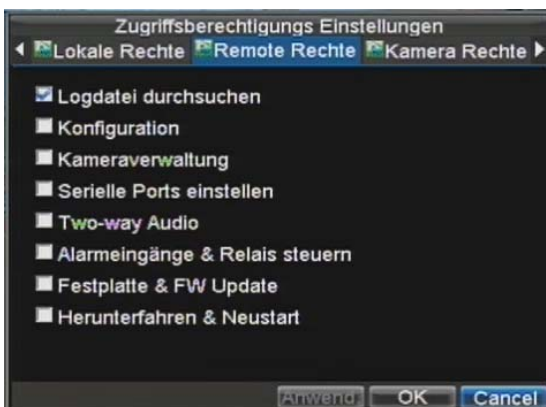 Zugriffsberechtigungs Einstellungen
Lokale Rechte Remote Rechte Kamera Rechte
Logdatei durchsuchen
Konfiguration
Kameraverwaltung
Serielle Ports einstellen
Two-way Audio
Alarmeingänge & Relais steuern
Festplatte & FW Update
Herunterfahren & Neustart
Anwend. OK Cancel